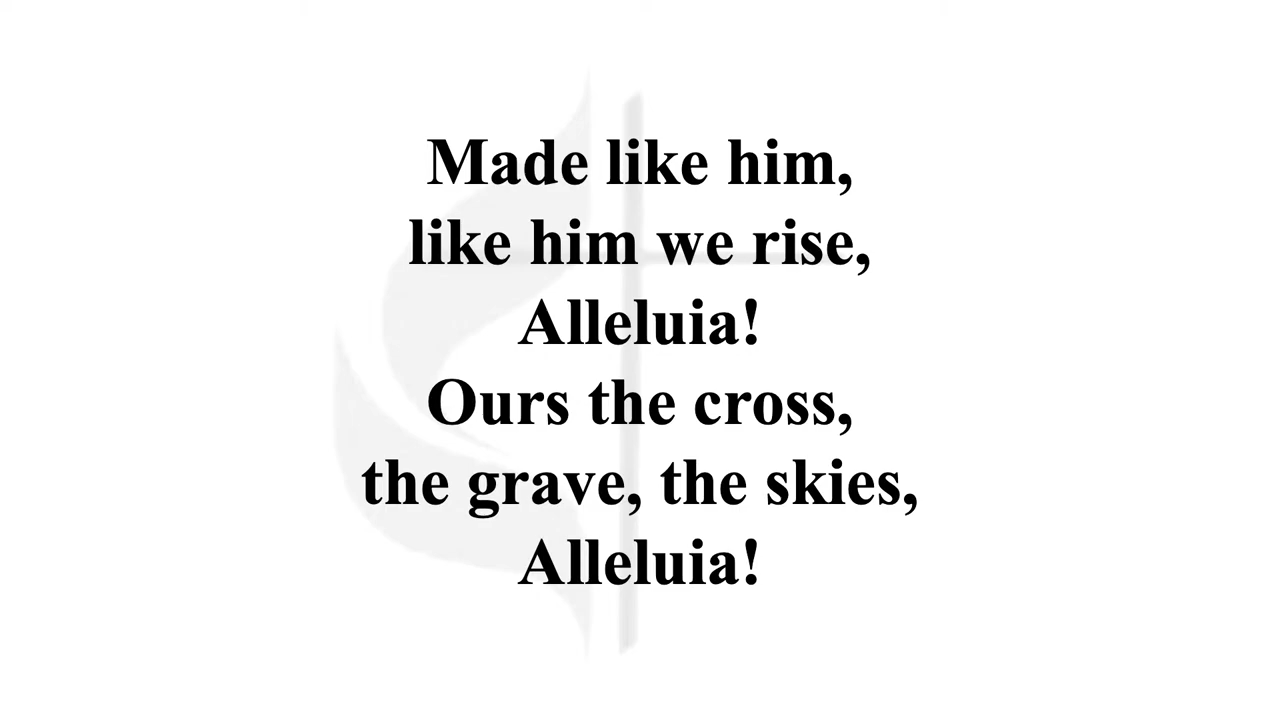 Made like him,
like him we rise,
Alleluia!
Ours the cross,
the grave, the skies,
Alleluia!